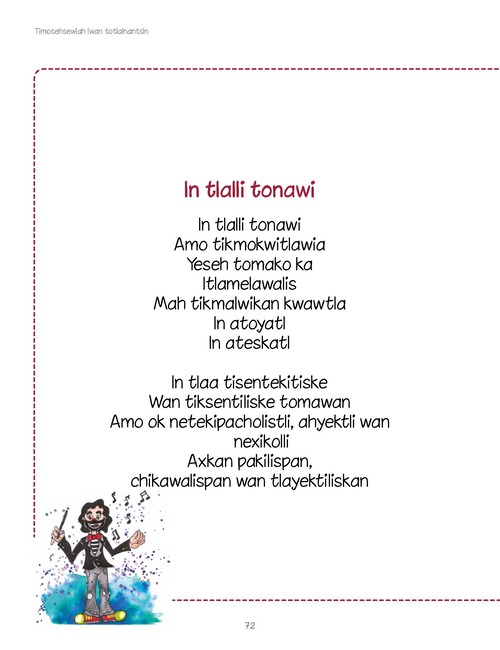 Timosehsewiah iwan totlalnantsin
In tlalli tonawi
In tlalli tonawi
Amo tikmokwitlawia
Yeseh tomako ka
Itlamelawalis
Mah tikmalwikan kwawtla
In atoyatl
In ateskatl
In tlaa tisentekitiske
Wan tiksentiliske tomawan
Amo ok netekipacholistli, ahyektli wan
nexikolli
Axkan pakilispan,
chikawalispan wan tlayektiliskan
72